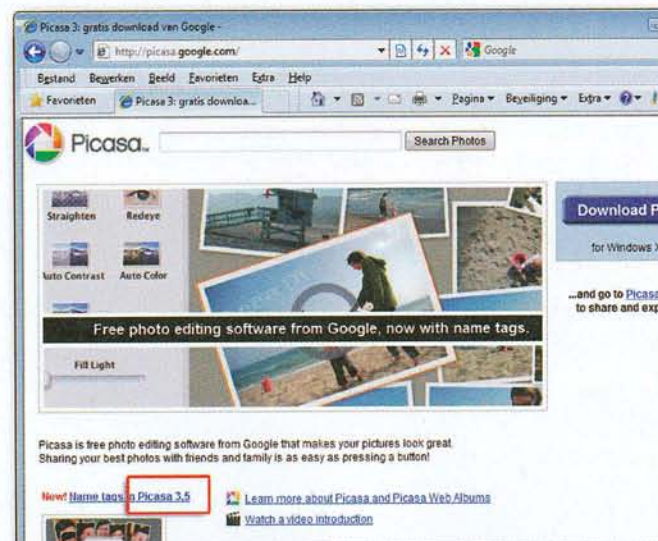 Picasa 3: gratis download van Google -
http://picasa.google.com/
Google
Bestand Bewerken Beeld Favorieten Extra Help
Favorieten Picasa 3: gratis downloa... Pagina Beveiliging Extra
Picasa Search Photos
Straighten Redeye
Auto Contrast Auto Color
Free photo editing software from Google, now with name tags.
Fill Light
Download P
for Windows X
...and go to Picasa
to share and exp
Picasa is free photo editing software from Google that makes your pictures look great.
Sharing your best photos with friends and family is as easy as pressing a button!
New! Name tags in Picasa 3.5
Learn more about Picasa and Picasa Web Albums
Watch a video introduction